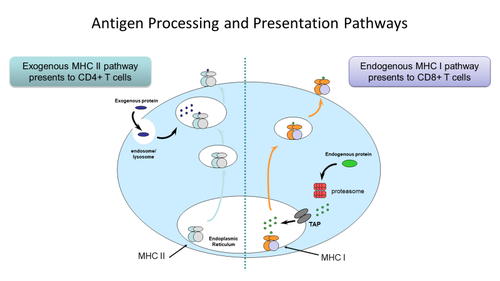 Antigen Processing and Presentation Pathways
Exogenous MHC II pathway
presents to CD4+ T cells
Endogenous MHC I pathway
presents to CD8+ T cells
Exogenous protein
endosome/
lysosome
Endogenous protein
proteasome
TAP
Endoplasmic
Reticulum
MHC II
MHC I